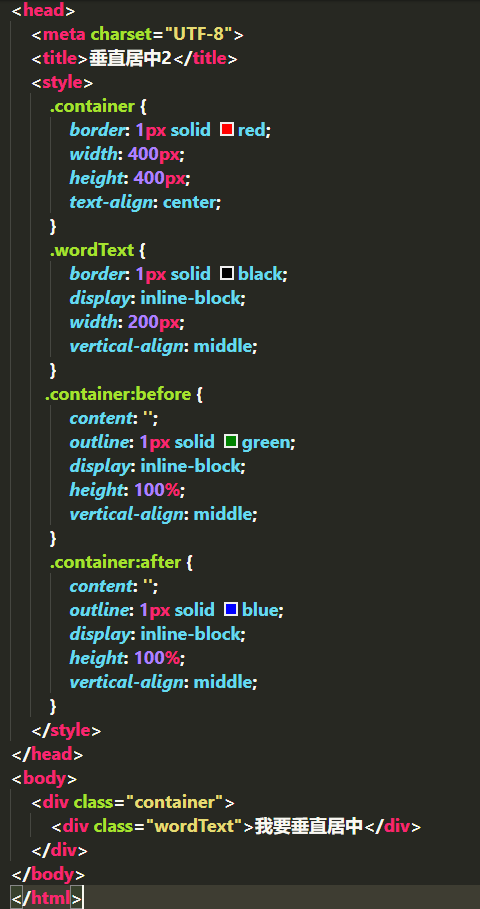 <head>
<meta charset="UTF-8">
<title>垂直居中2</title>
<style>
.container {
border: 1px solid red;
width: 400px;
height: 400px;
text-align: center;
}
.wordText {
border: 1px solid black;
display: inline-block;
width: 200px;
vertical-align: middle;
}
.container:before {
content: '';
outline: 1px solid green;
display: inline-block;
height: 100%;
vertical-align: middle;
}
.container:after {
content: '';
outline: 1px solid blue;
display: inline-block;
height: 100%;
vertical-align: middle;
}
</style>
</head>
<body>
<div class="container">
<div class="wordText">我要垂直居中</div>
</div>
</body>
</html>